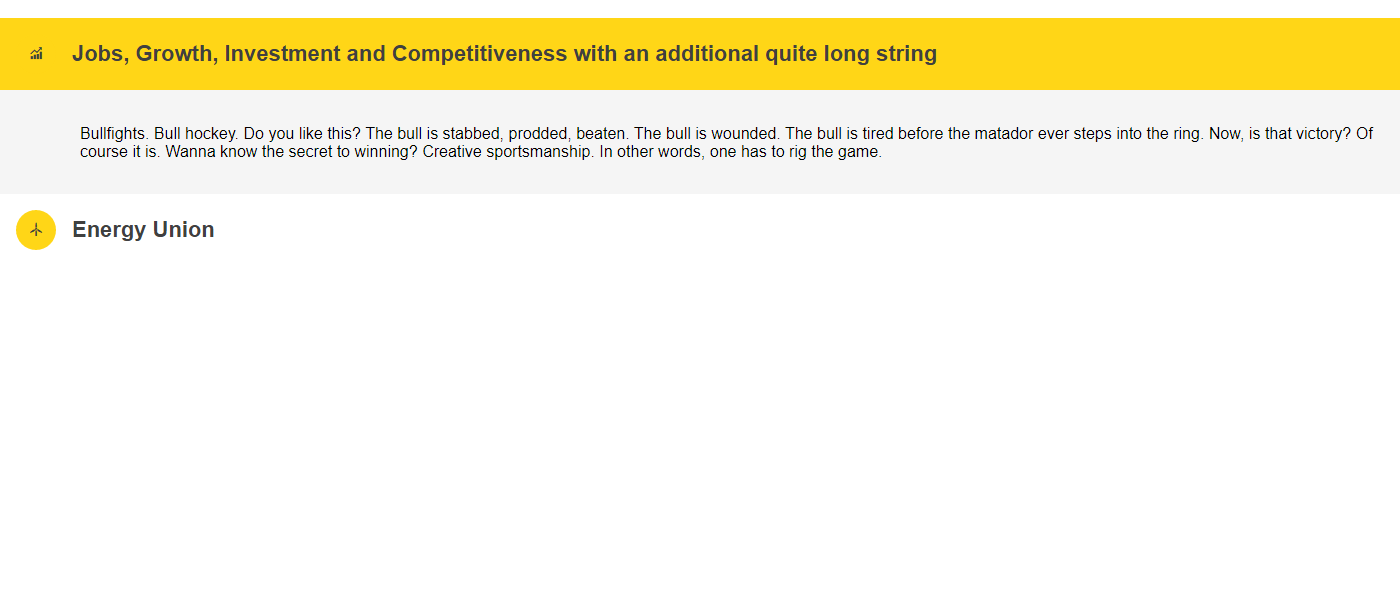 Jobs, Growth, Investment and Competitiveness with an additional quite long string
Bullfights. Bull hockey. Do you like this? The bull is stabbed, prodded, beaten. The bull is wounded. The bull is tired before the matador ever steps into the ring. Now, is that victory? Of
course it is. Wanna know the secret to winning? Creative sportsmanship. In other words, one has to rig the game.
Energy Union